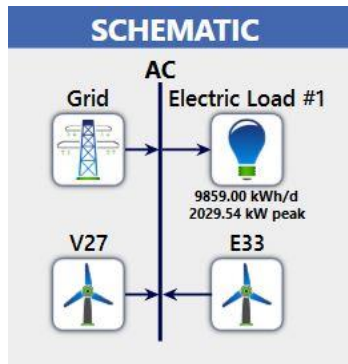 SCHEMATIC
AC
Grid
Electric Load #1
9859.00 kWh/d
2029.54 kW peak
V27
E33